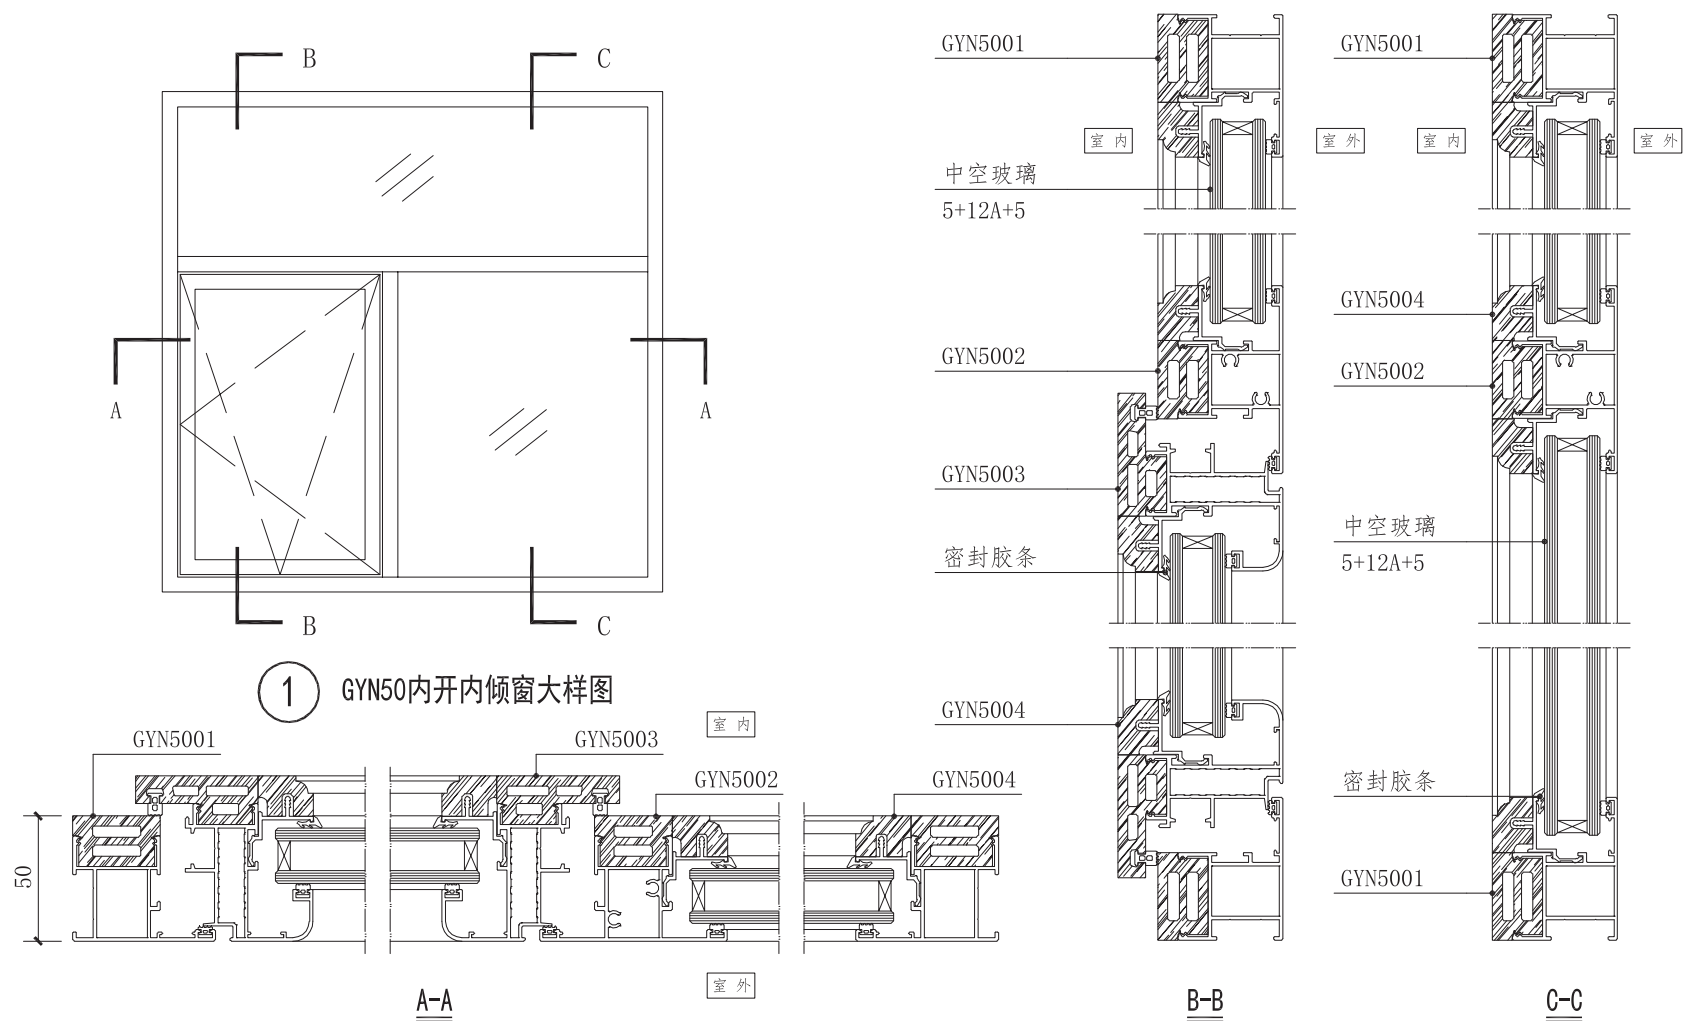 B
C
A
A
B
C
1
GYN50内开内倾窗大样图
室 内
GYN5001
GYN5003
GYN5002
GYN5004
50
室 外
A-A
GYN5001
室 内
室 外
中空玻璃
5+12A+5
GYN5002
GYN5003
密封胶条
GYN5004
B-B
GYN5001
室 内
室 外
GYN5004
GYN5002
中空玻璃
5+12A+5
密封胶条
GYN5001
C-C